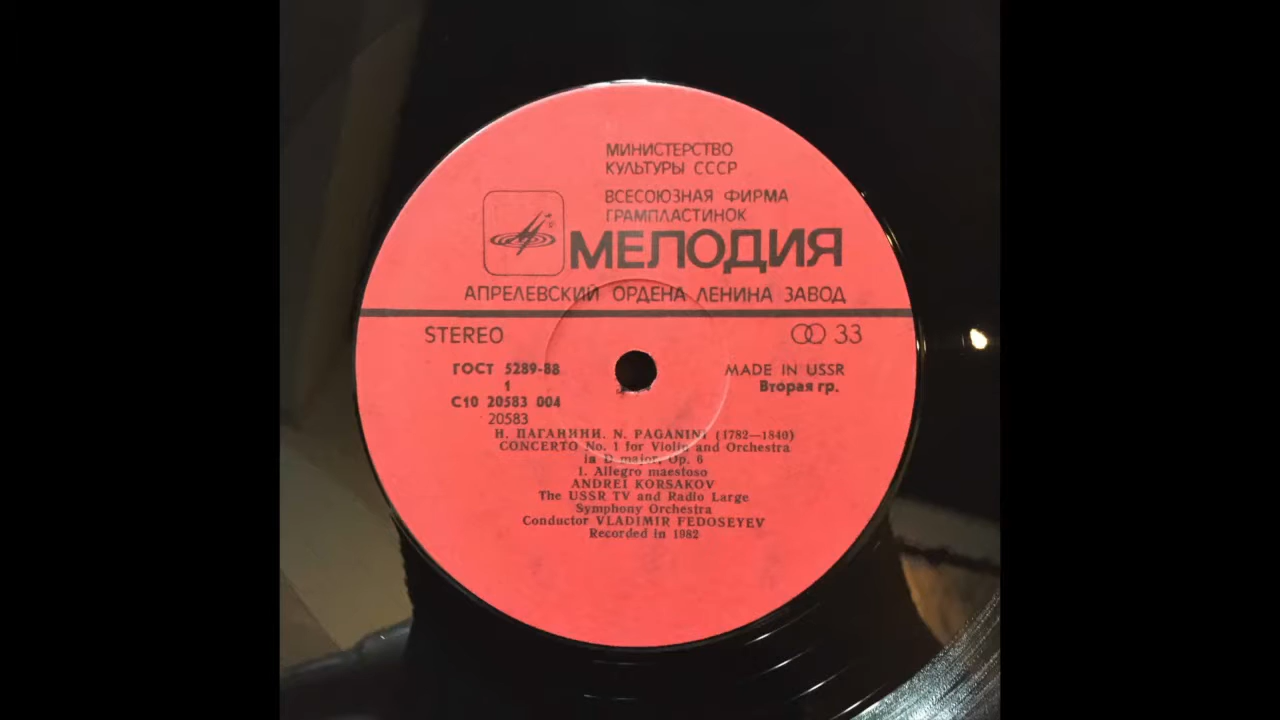 МИНИСТЕРСТВО
КУЛЬТУРЫ СССР
ВСЕСОЮЗНАЯ ФИРМА
ГРАМПЛАСТИНОК
МЕЛОДИЯ
АПРЕЛЕВСКИЙ ОРДЕНА ЛЕНИНА ЗАВОД
STEREO 33
ГОСТ 5289-88 MADE IN USSR
1 Вторая гр.
С10 20583 004
20583
Н. ПАГАНИНИ. N. PAGANINI (1782—1840)
CONCERTO No. 1 for Violin and Orchestra
in D major, Op. 6
1. Allegro maestoso
ANDREI KORSAKOV
The USSR TV and Radio Large
Symphony Orchestra
Conductor VLADIMIR FEDOSEYEV
Recorded in 1982